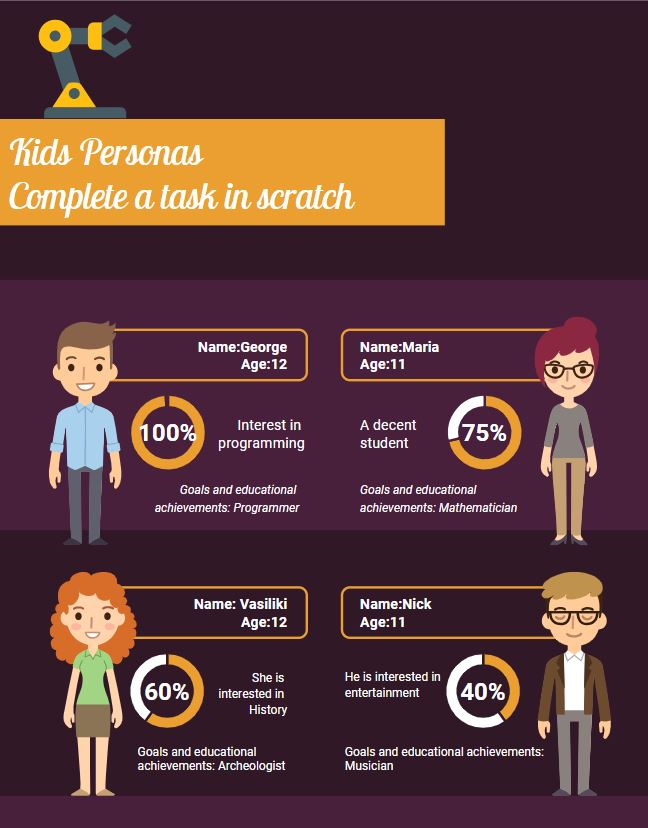 Kids Personas
Complete a task in scratch
Name:George
Age:12
100%
Interest in
programming
Goals and educational
achievements: Programmer
Name:Maria
Age:11
A decent
student
75%
Goals and educational
achievements: Mathematician
Name: Vasiliki
Age:12
60%
She is
interested in
History
Goals and educational
achievements: Archeologist
Name:Nick
Age:11
He is interested in
entertainment
40%
Goals and educational achievements:
Musician